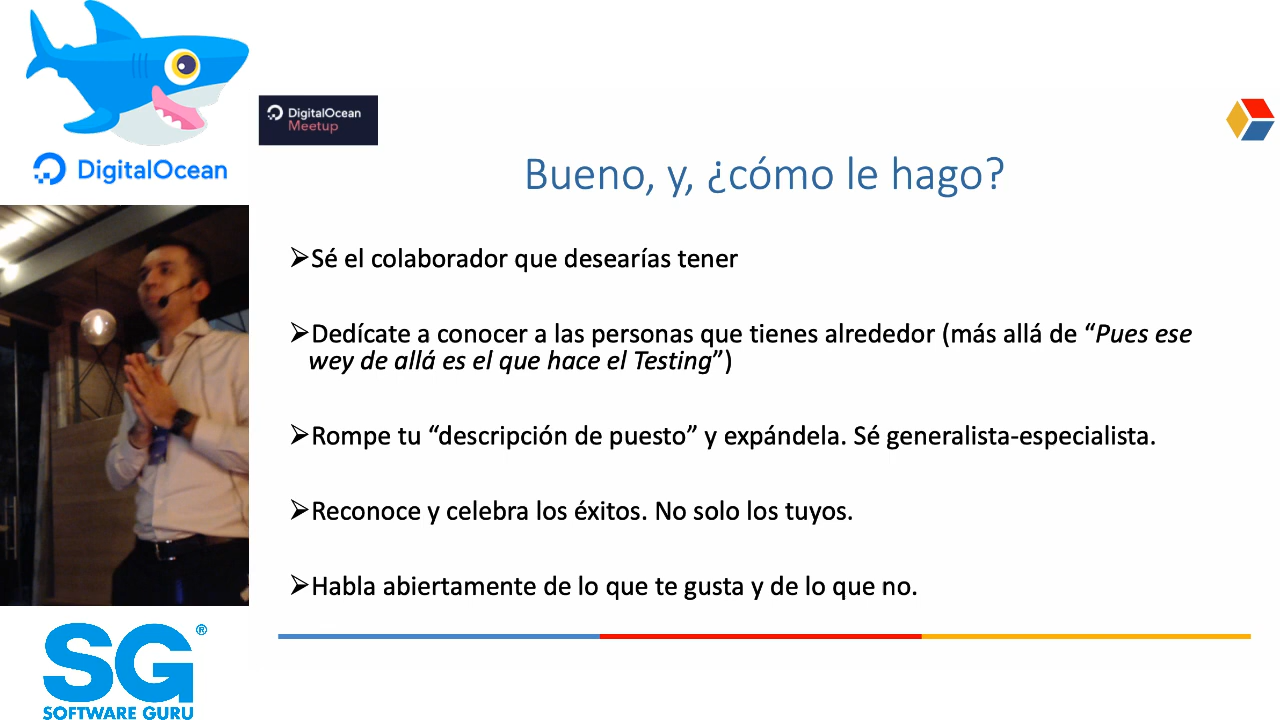 DigitalOcean
DigitalOcean
Meetup
Bueno, y, ¿cómo le hago?
➢Sé el colaborador que desearías tener
➢Dedícate a conocer a las personas que tienes alrededor (más allá de “Pues ese
wey de allá es el que hace el Testing”)
➢Rompe tu “descripción de puesto” y expándela. Sé generalista-especialista.
➢Reconoce y celebra los éxitos. No solo los tuyos.
➢Habla abiertamente de lo que te gusta y de lo que no.
SG®
SOFTWARE GURU